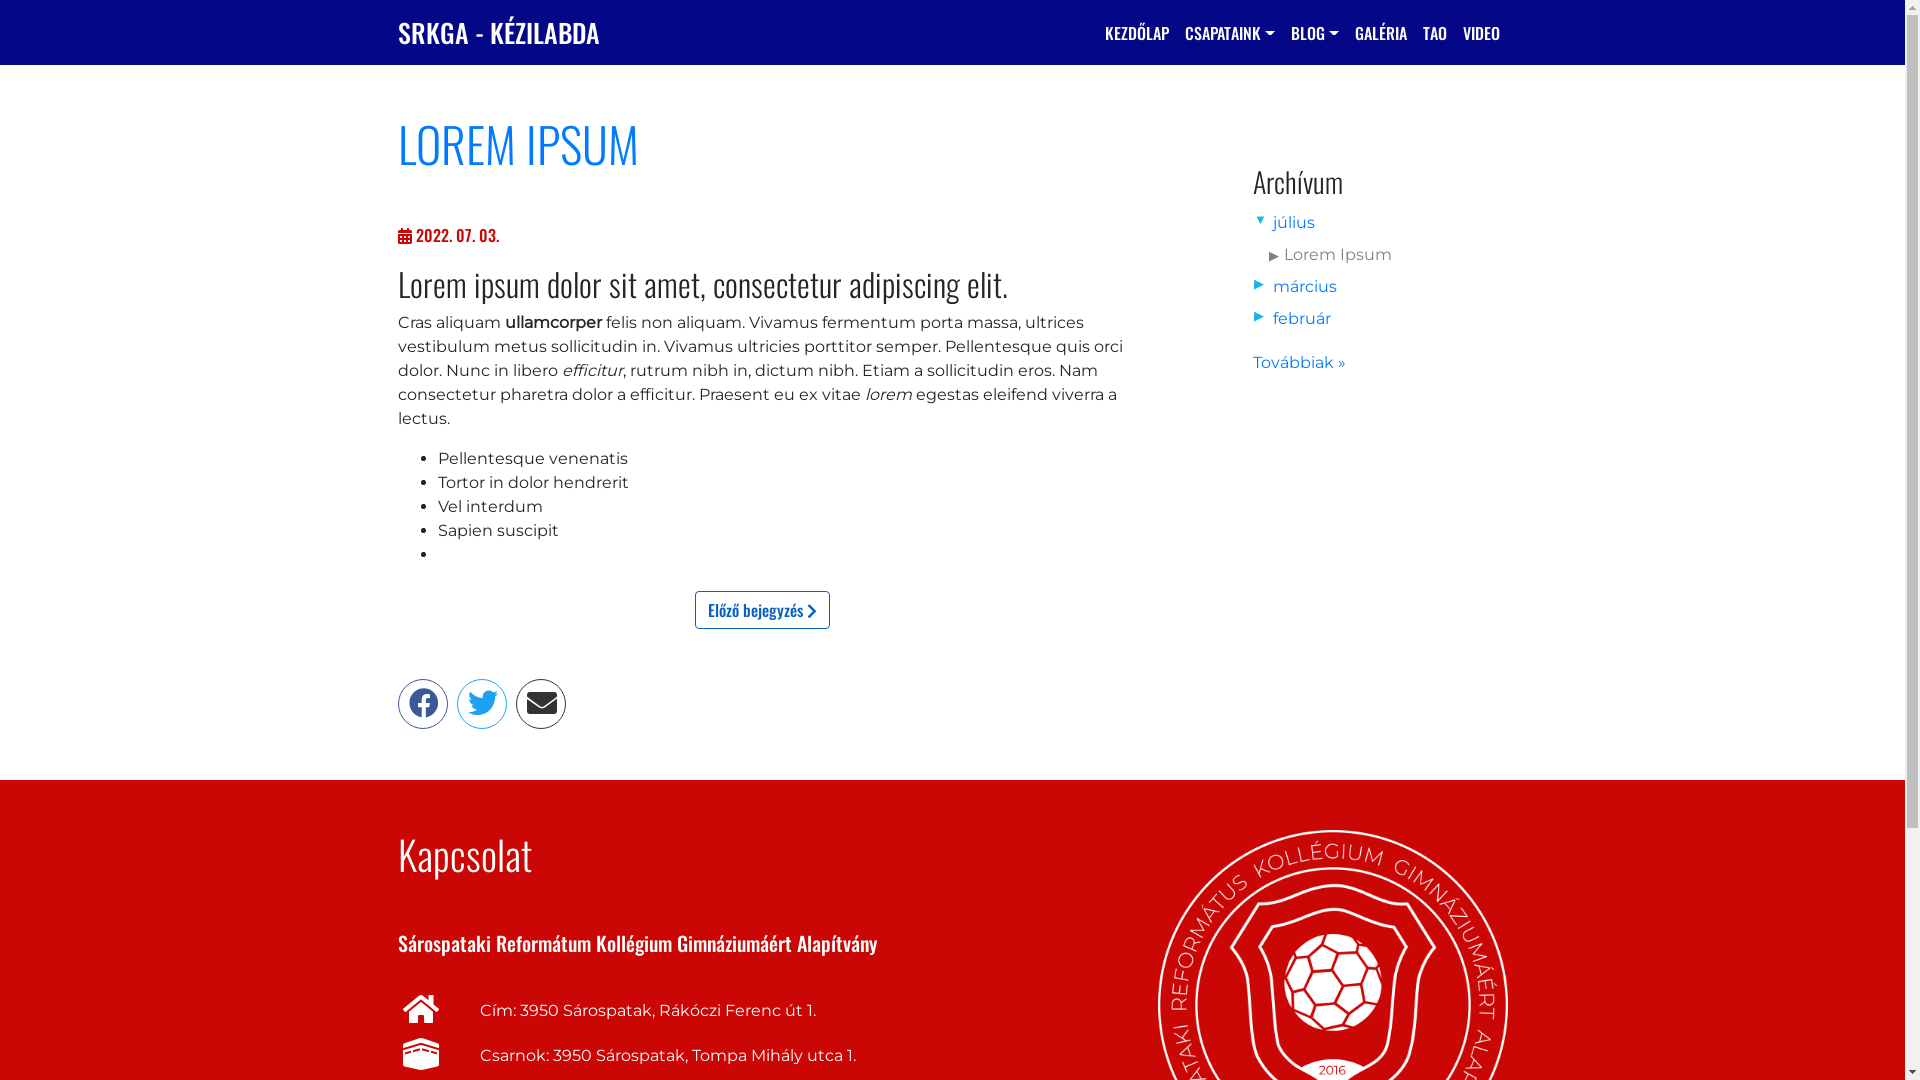 SRKGA - KÉZILABDA
KEZDŐLAP CSAPATAINK BLOG GALÉRIA TAO VIDEO
LOREM IPSUM
2022. 07. 03.
Lorem ipsum dolor sit amet, consectetur adipiscing elit.
Cras aliquam ullamcorper felis non aliquam. Vivamus fermentum porta massa, ultrices
vestibulum metus sollicitudin in. Vivamus ultricies porttitor semper. Pellentesque quis orci
dolor. Nunc in libero efficitur, rutrum nibh in, dictum nibh. Etiam a sollicitudin eros. Nam
consectetur pharetra dolor a efficitur. Praesent eu ex vitae lorem egestas eleifend viverra a
lectus.
• Pellentesque venenatis
• Tortor in dolor hendrerit
• Vel interdum
• Sapien suscipit
•
Előző bejegyzés
Archívum
▼ július
▶ Lorem Ipsum
▶ március
▶ február
Továbbiak »
Kapcsolat
Sárospataki Reformátum Kollégium Gimnáziumáért Alapítvány
Cím: 3950 Sárospatak, Rákóczi Ferenc út 1.
Csarnok: 3950 Sárospatak, Tompa Mihály utca 1.
REFORMÁTUS KOLLÉGIUM GIMNÁZIUMÁÉRT
2016